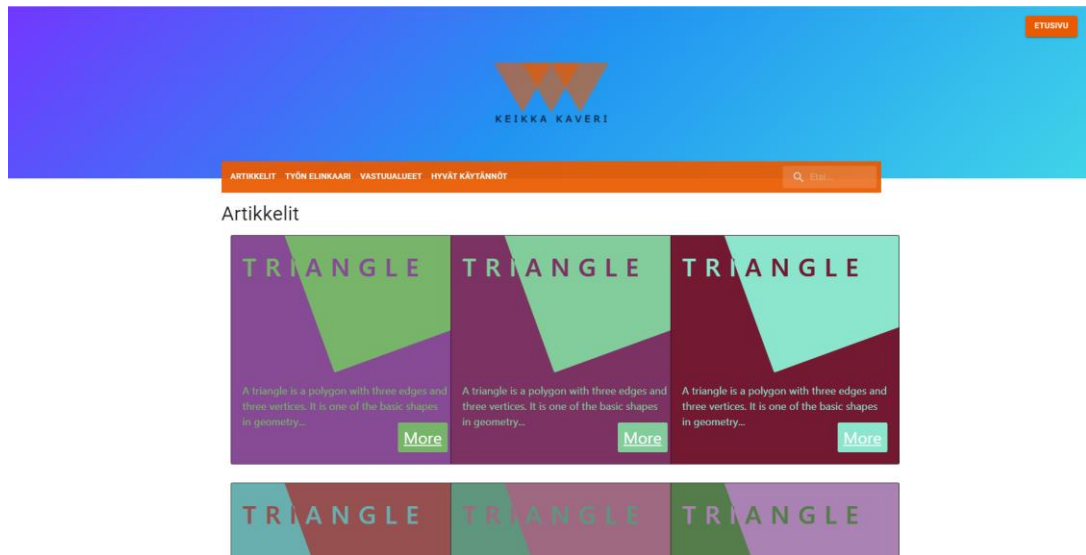 ETUSIVU
KEIKKA KAVERI
ARTIKKELIT TYÖN ELINKAARI VASTUUALUEET HYVÄT KÄYTÄNNÖT
Etsi...
Artikkelit
TRIANGLE TRIANGLE TRIANGLE
A triangle is a polygon with three edges and
three vertices. It is one of the basic shapes
in geometry...
More
A triangle is a polygon with three edges and
three vertices. It is one of the basic shapes
in geometry...
More
A triangle is a polygon with three edges and
three vertices. It is one of the basic shapes
in geometry...
More
TRIANGLE TRIANGLE TRIANGLE